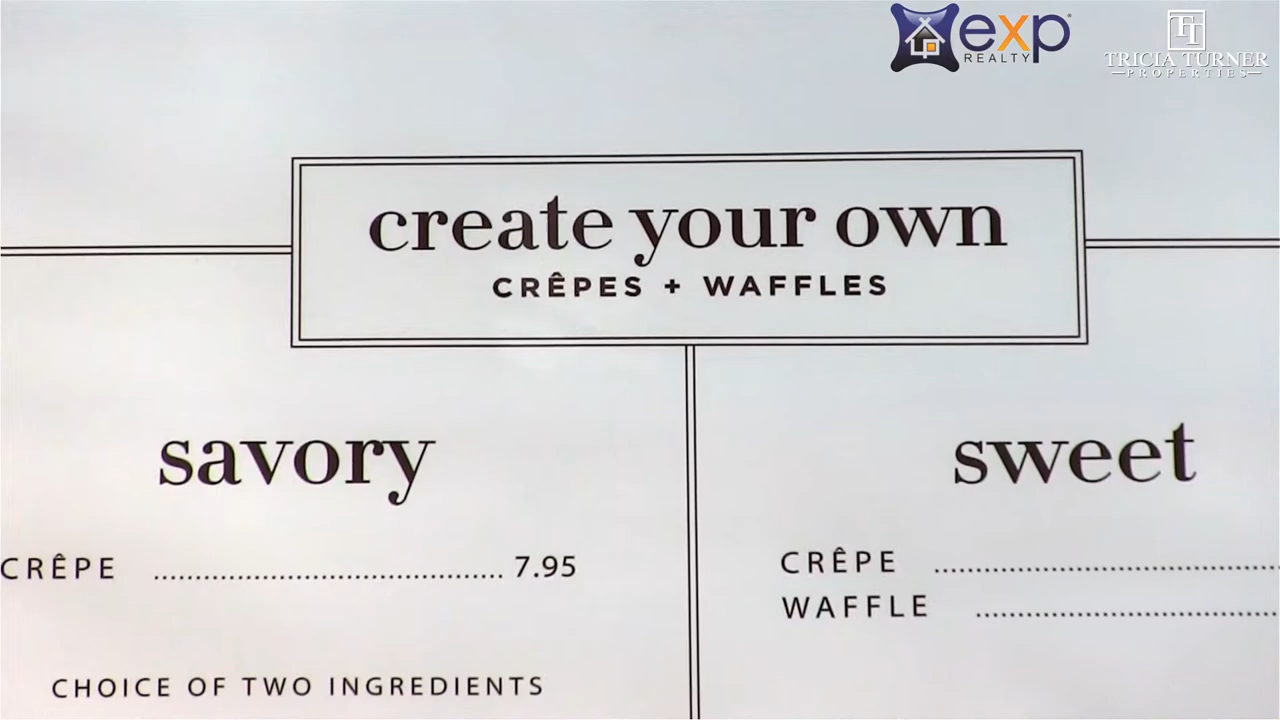 exp
REALTY
TT
TRICIA TURNER
PROPERTIES
create your own
CRÊPES + WAFFLES
savory
CRÊPE ........................................ 7.95
CHOICE OF TWO INGREDIENTS
sweet
CRÊPE ........................................
WAFFLE ...................................